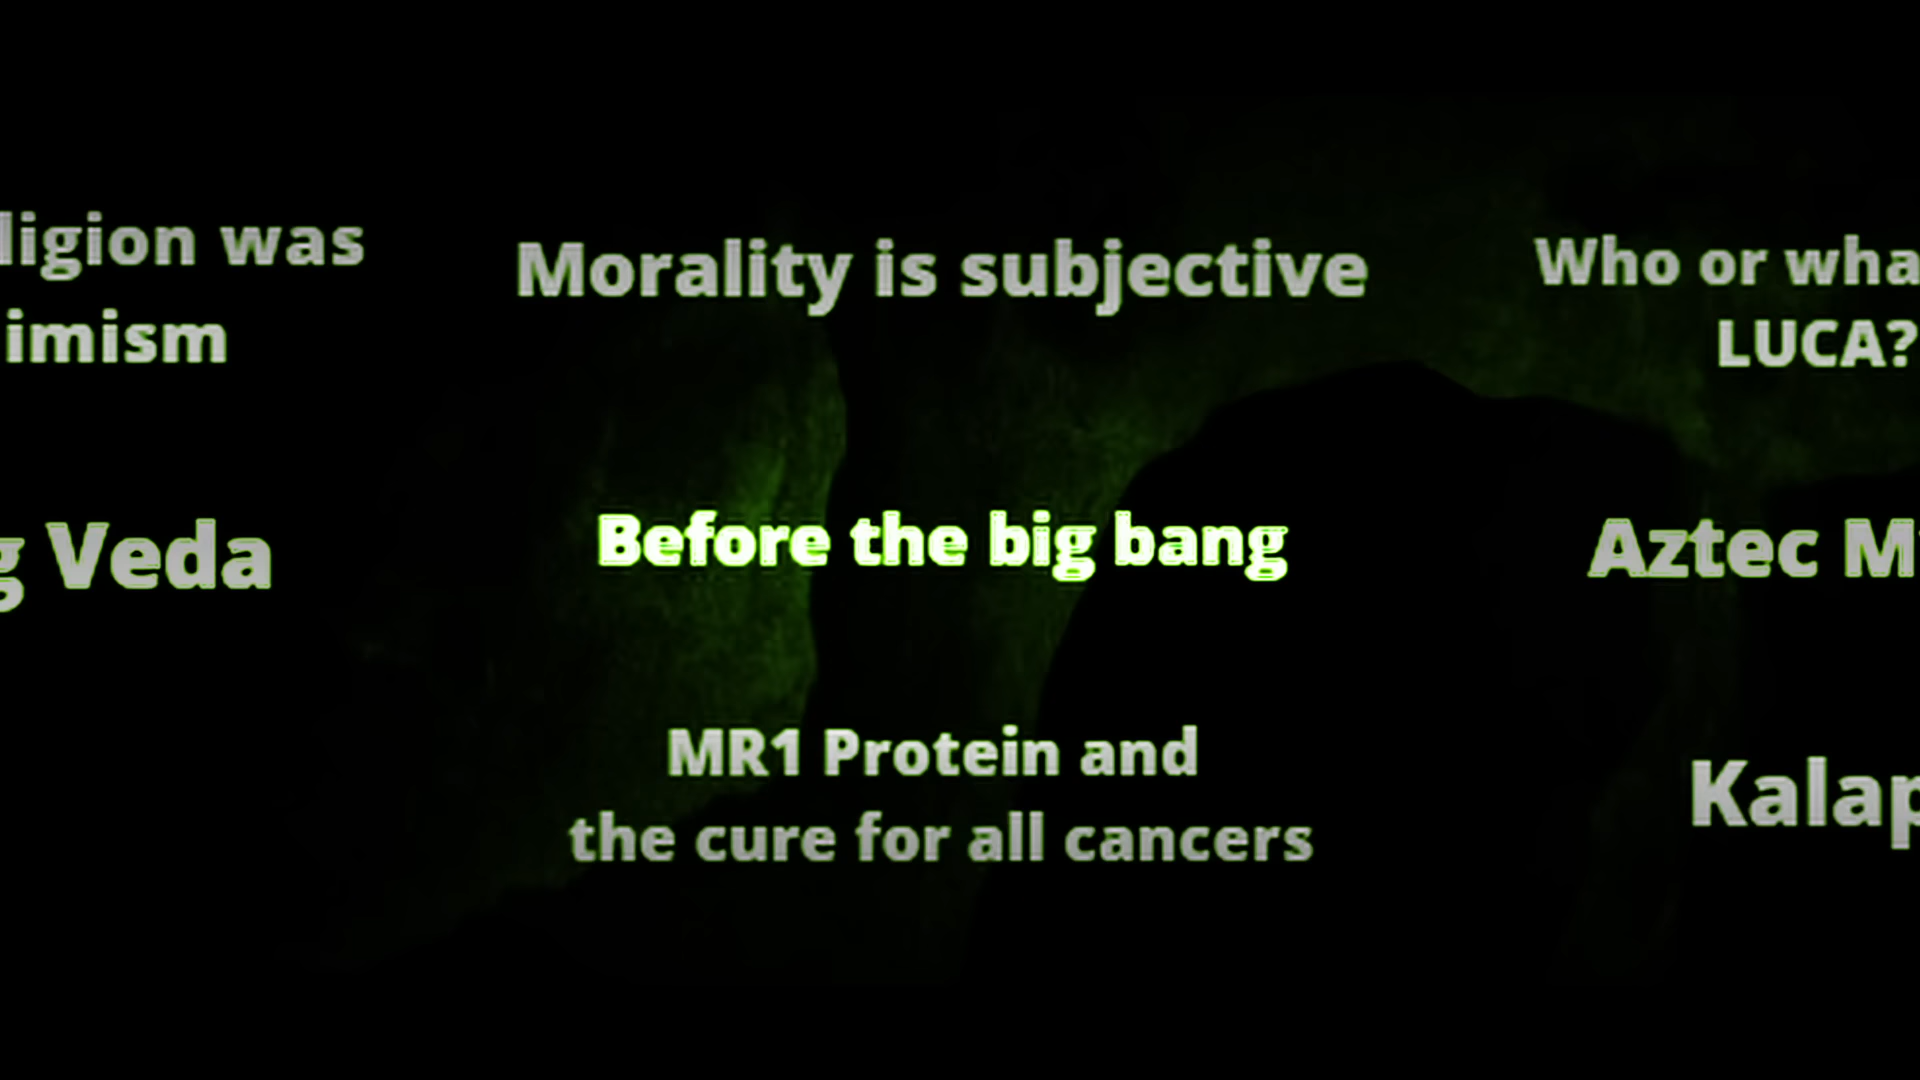 ligion was
imism
Morality is subjective
Who or wha
LUCA?
g Veda
Before the big bang
Aztec M
MR1 Protein and
the cure for all cancers
Kalap